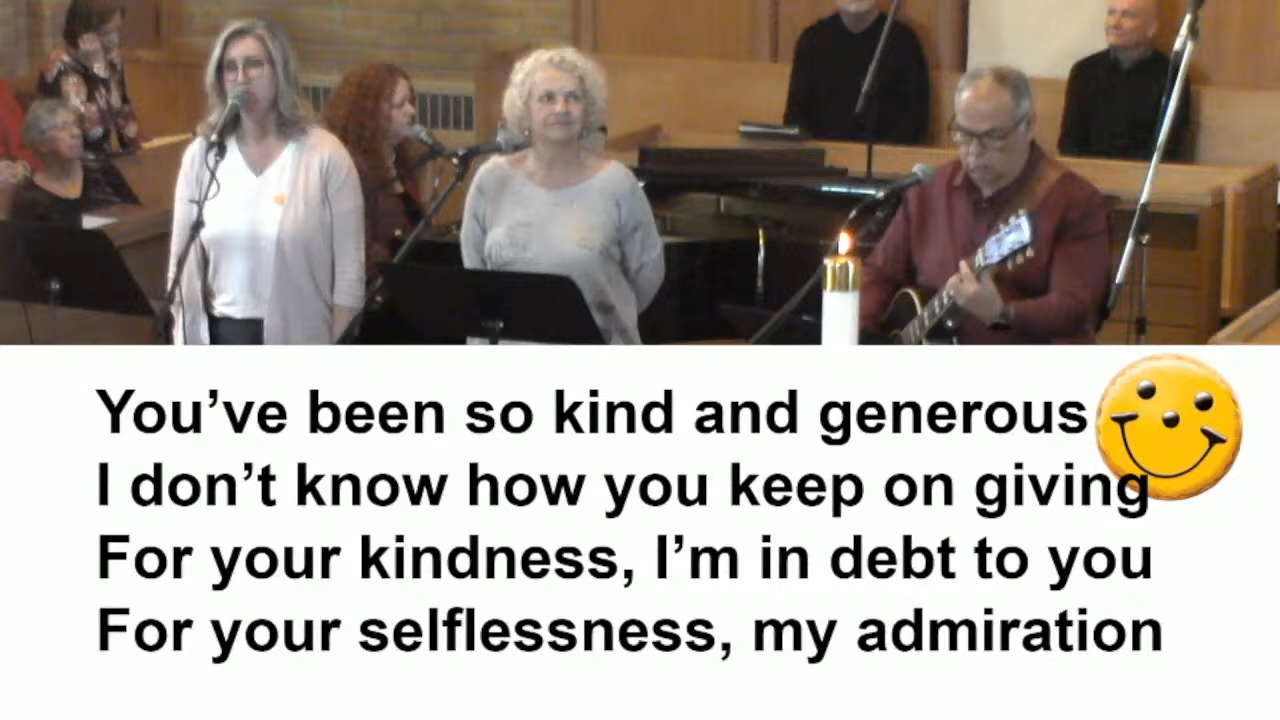 You’ve been so kind and generous
I don’t know how you keep on giving
For your kindness, I’m in debt to you
For your selflessness, my admiration